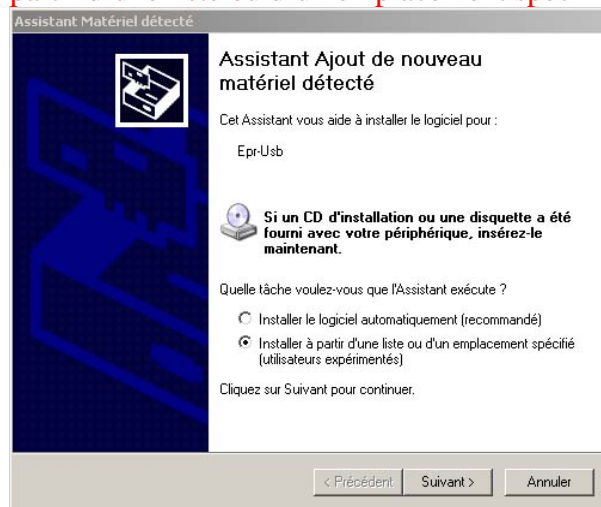 Assistant Matériel détecté
Assistant Ajout de nouveau
matériel détecté
Cet Assistant vous aide à installer le logiciel pour :
Epr-Usb
Si un CD d'installation ou une disquette a été
fourni avec votre périphérique, insérez-le
maintenant.
Quelle tâche voulez-vous que l'Assistant exécute ?
Installer le logiciel automatiquement (recommandé)
Installer à partir d'une liste ou d'un emplacement spécifié
(utilisateurs expérimentés)
Cliquez sur Suivant pour continuer.
< Précédent Suivant > Annuler